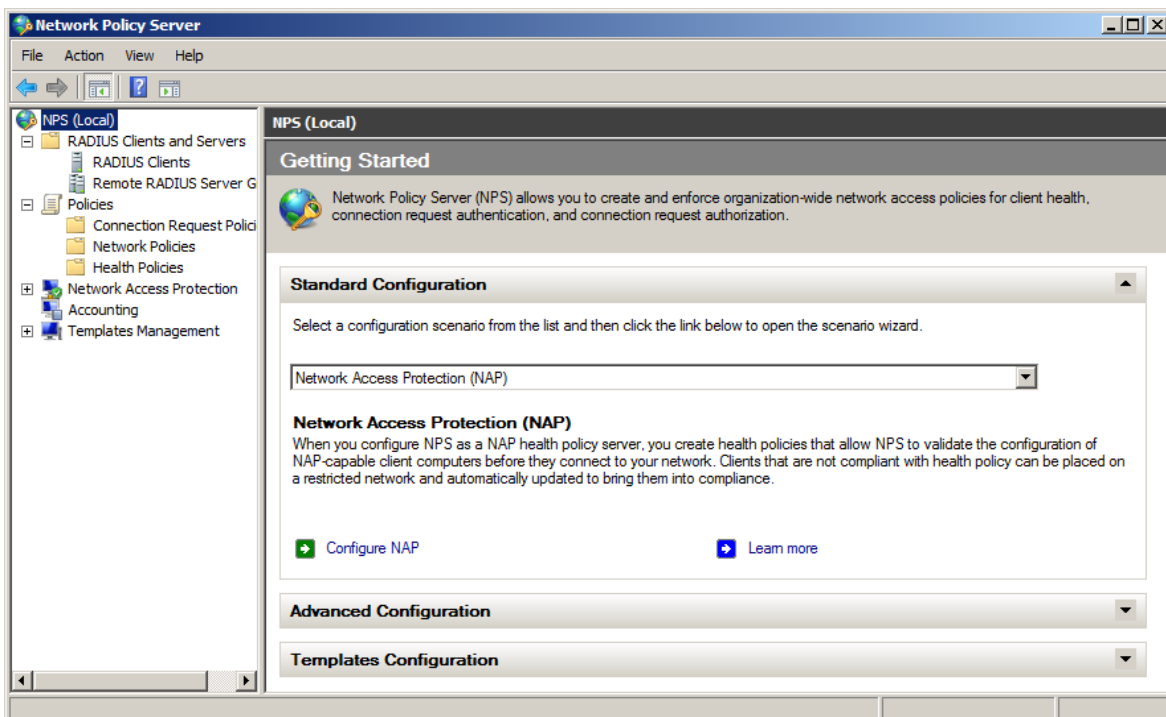 Network Policy Server
File Action View Help
NPS (Local)
RADIUS Clients and Servers
RADIUS Clients
Remote RADIUS Server G
Policies
Connection Request Polici
Network Policies
Health Policies
Network Access Protection
Accounting
Templates Management
NPS (Local)
Getting Started
Network Policy Server (NPS) allows you to create and enforce organization-wide network access policies for client health,
connection request authentication, and connection request authorization.
Standard Configuration
Select a configuration scenario from the list and then click the link below to open the scenario wizard.
Network Access Protection (NAP)
Network Access Protection (NAP)
When you configure NPS as a NAP health policy server, you create health policies that allow NPS to validate the configuration of
NAP-capable client computers before they connect to your network. Clients that are not compliant with health policy can be placed on
a restricted network and automatically updated to bring them into compliance.
Configure NAP Learn more
Advanced Configuration
Templates Configuration